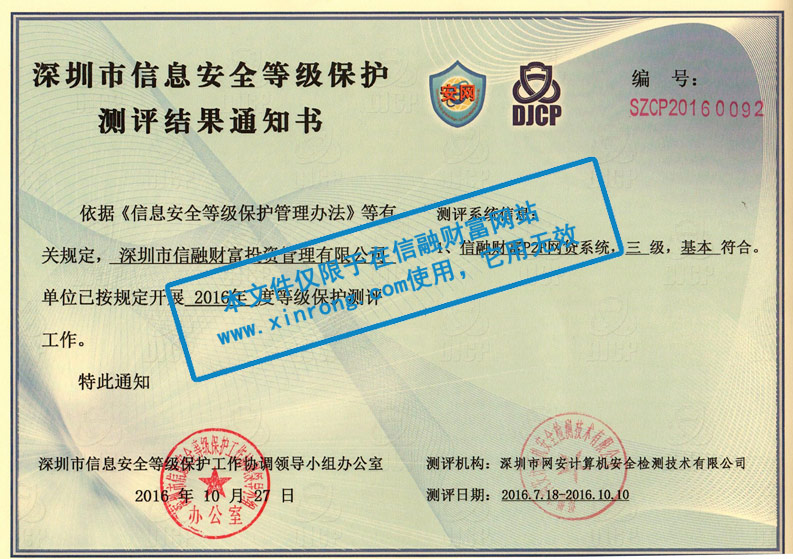 深圳市信息安全等级保护
测评结果通知书
安网
DJCP
编 号:
SZCP20160092
依据《信息安全等级保护管理办法》等有
关规定,深圳市信融财富投资管理有限公司
单位已按规定开展 2016年 度等级保护测评
工作。
特此通知
测评系统信息:
1、信融财富P2P网贷系统,三 级,基本 符合。
本文件仅限于在信融财富网站
www.xinrong.com使用,它用无效
深圳市信息安全等级保护工作协调领导小组办公室
2016 年 10 月 27 日
办公室
测评机构:深圳市网安计算机安全检测技术有限公司
测评日期:2016.7.18-2016.10.10